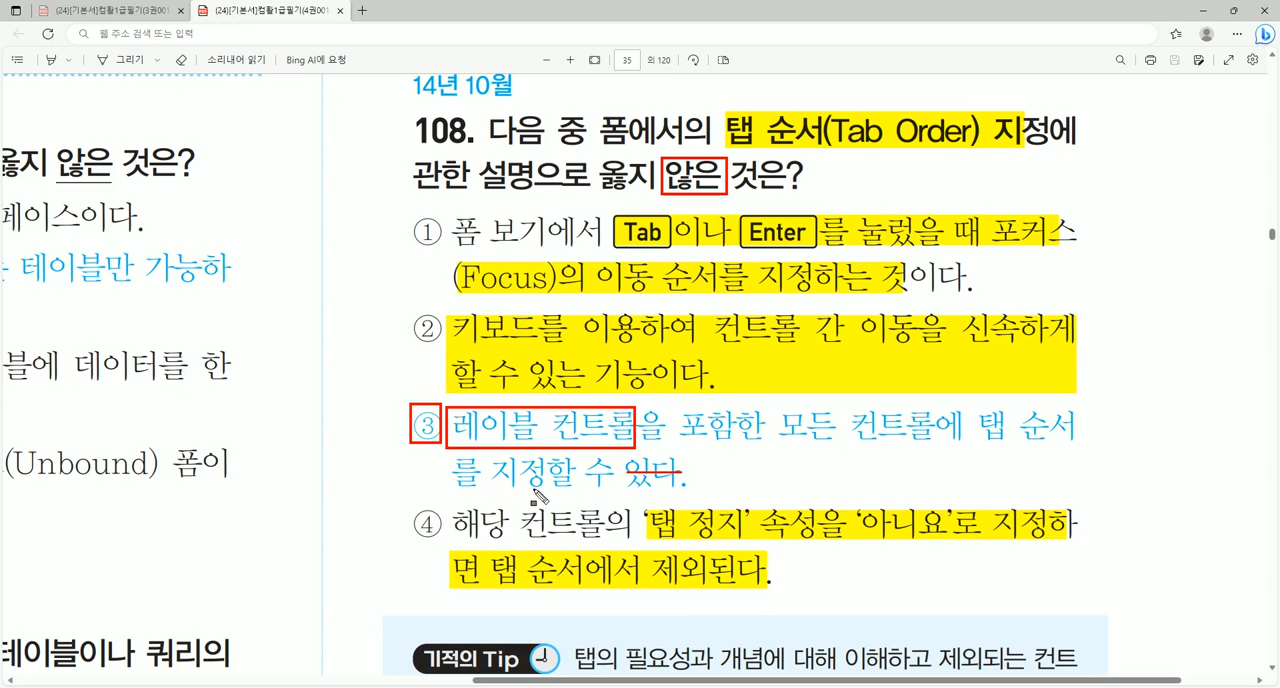 (24)[기본서]컴활1급필기(3권001
(24)[기본서]컴활1급필기(4권001
웹 주소 검색 또는 입력
그리기
소리내어 읽기
Bing AI에 요청
35
의 120
옳지 않은 것은?
페이스이다.
테이블만 가능하
블에 데이터를 한
(Unbound) 폼이
테이블이나 쿼리의
14년 10월
108. 다음 중 폼에서의 탭 순서(Tab Order) 지정에
관한 설명으로 옳지 않은 것은?
① 폼 보기에서 Tab 이나 Enter 를 눌렀을 때 포커스
(Focus)의 이동 순서를 지정하는 것이다.
② 키보드를 이용하여 컨트롤 간 이동을 신속하게
할 수 있는 기능이다.
③ 레이블 컨트롤을 포함한 모든 컨트롤에 탭 순서
를 지정할 수 있다.
④ 해당 컨트롤의 ‘탭 정지’ 속성을 ‘아니요’로 지정하
면 탭 순서에서 제외된다.
기적의 Tip 탭의 필요성과 개념에 대해 이해하고 제외되는 컨트